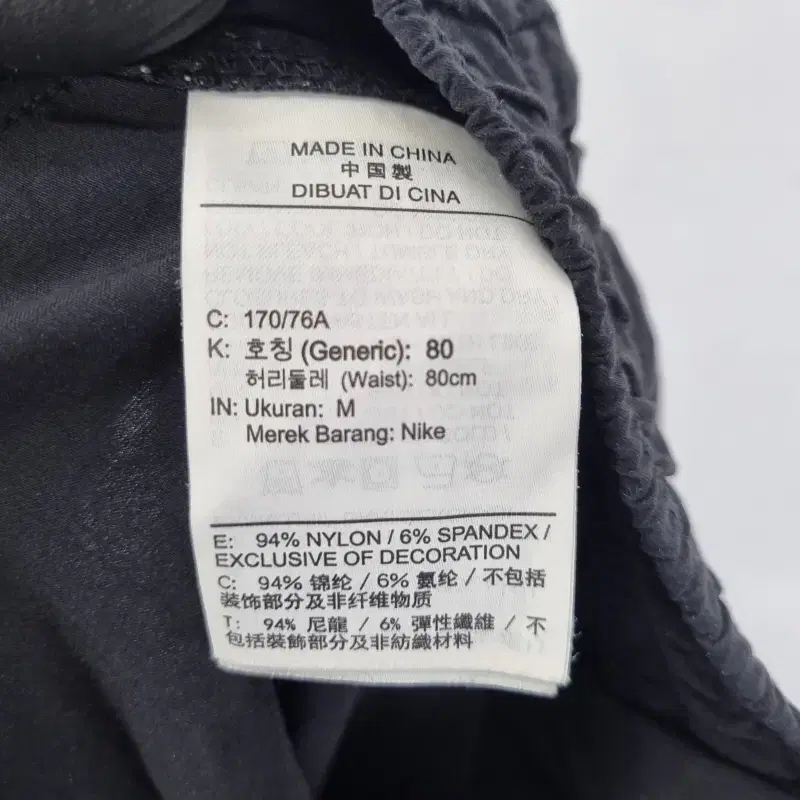 MADE IN CHINA
中国製
DIBUAT DI CINA
C: 170/76A
K: 호칭 (Generic): 80
허리둘레 (Waist): 80cm
IN: Ukuran: M
Merek Barang: Nike
E: 94% NYLON / 6% SPANDEX /
EXCLUSIVE OF DECORATION
C: 94% 锦纶 / 6% 氨纶 / 不包括
装饰部分及非纤维物质
T: 94% 尼龍 / 6% 彈性纖維 / 不
包括裝飾部分及非紡織材料